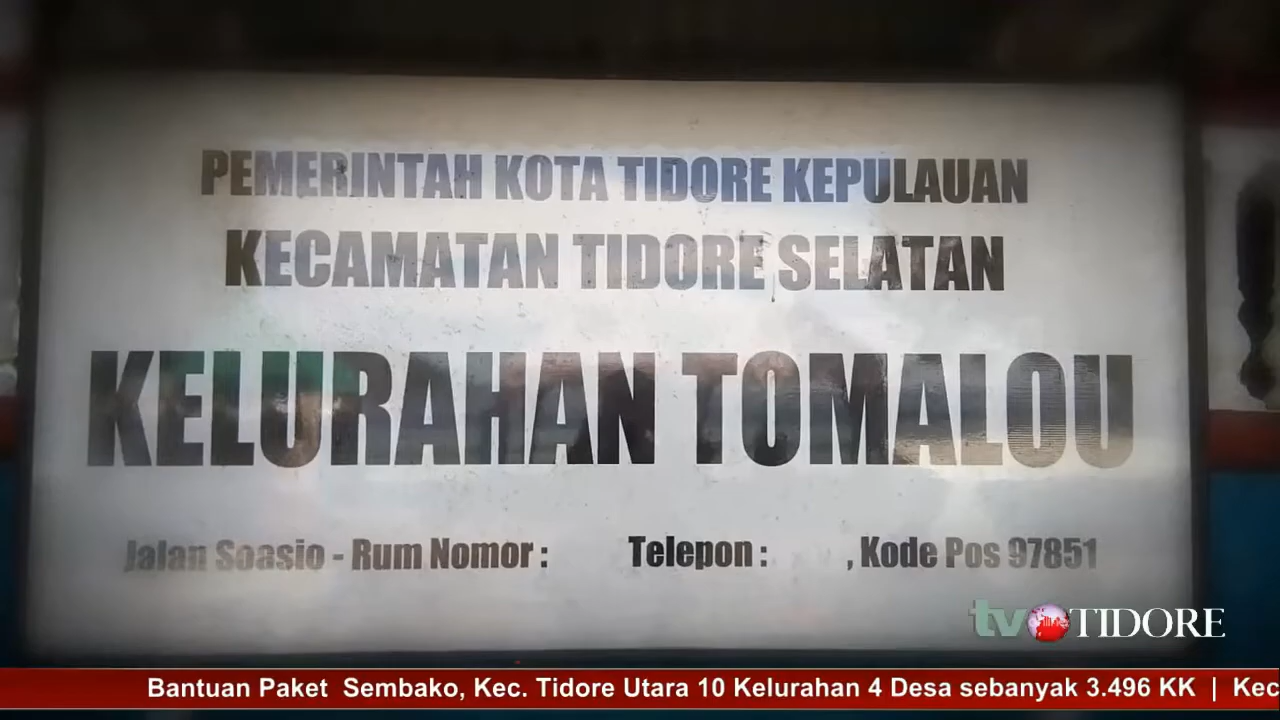 PEMERINTAH KOTA TIDORE KEPULAUAN
KECAMATAN TIDORE SELATAN
KELURAHAN TOMALOU
Jalan Soasio - Rum Nomor : Telepon : , Kode Pos 97851
tv TIDORE
Bantuan Paket Sembako, Kec. Tidore Utara 10 Kelurahan 4 Desa sebanyak 3.496 KK | Kec